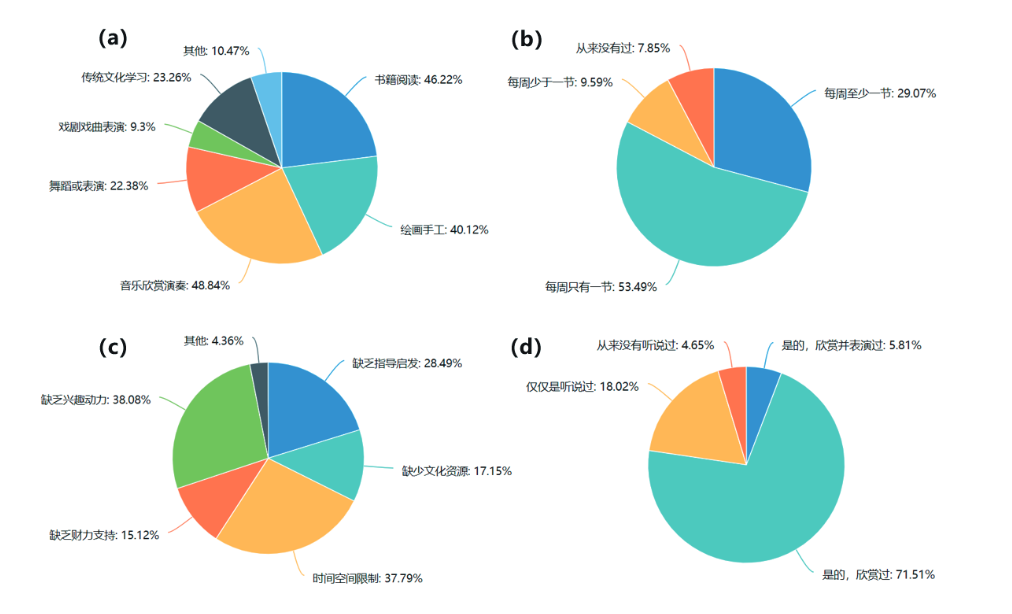 (a)
其他: 10.47%
书籍阅读: 46.22%
传统文化学习: 23.26%
戏剧戏曲表演: 9.3%
舞蹈或表演: 22.38%
绘画手工: 40.12%
音乐欣赏演奏: 48.84%
(b)
从来没有过: 7.85%
每周少于一节: 9.59%
每周至少一节: 29.07%
每周只有一节: 53.49%
(c)
其他: 4.36%
缺乏指导启发: 28.49%
缺乏兴趣动力: 38.08%
缺少文化资源: 17.15%
缺乏财力支持: 15.12%
时间空间限制: 37.79%
(d)
从来没有听说过: 4.65%
是的，欣赏并表演过: 5.81%
仅仅是听说过: 18.02%
是的，欣赏过: 71.51%